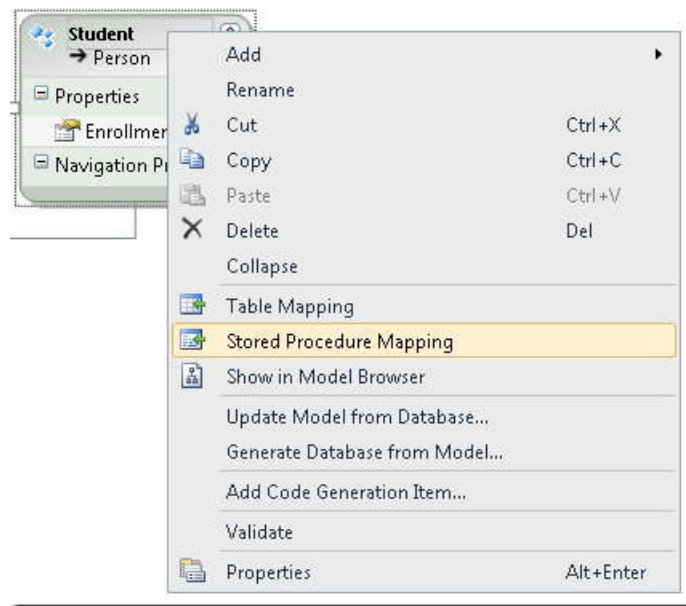 Student
Person
Properties
Enrollmer
Navigation P
Add
Rename
Cut Ctrl+X
Copy Ctrl+C
Paste Ctrl+V
Delete Del
Collapse
Table Mapping
Stored Procedure Mapping
Show in Model Browser
Update Model from Database...
Generate Database from Model...
Add Code Generation Item...
Validate
Properties Alt+Enter